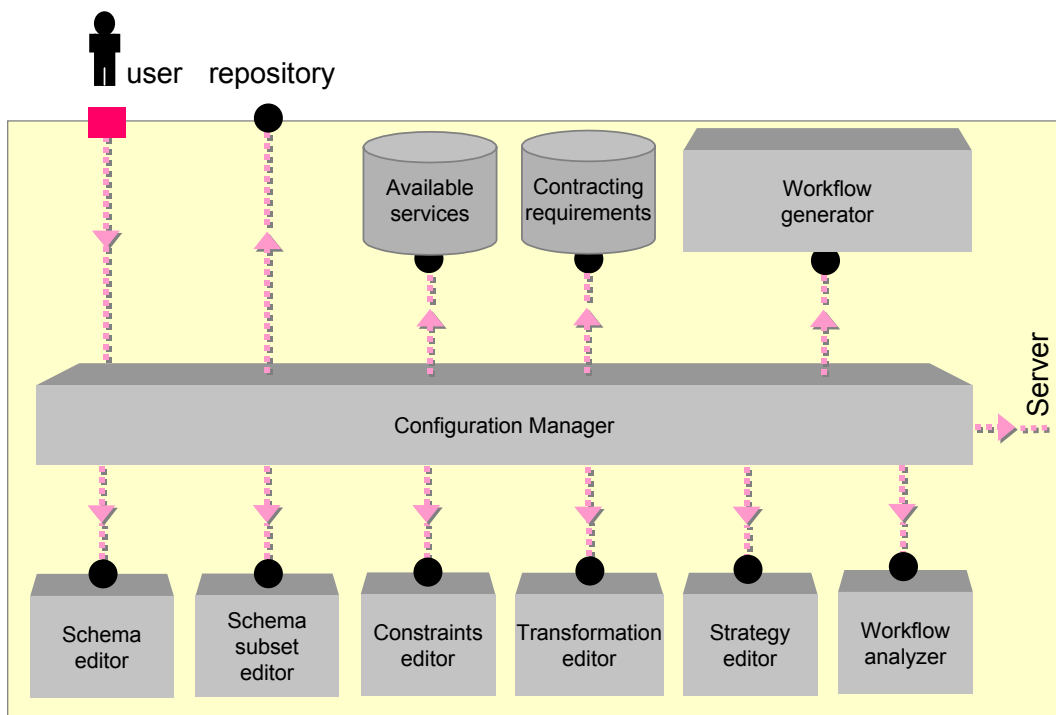 user repository
Available
services
Contracting
requirements
Workflow
generator
Server
Configuration Manager
Schema
editor
Schema
subset
editor
Constraints
editor
Transformation
editor
Strategy
editor
Workflow
analyzer